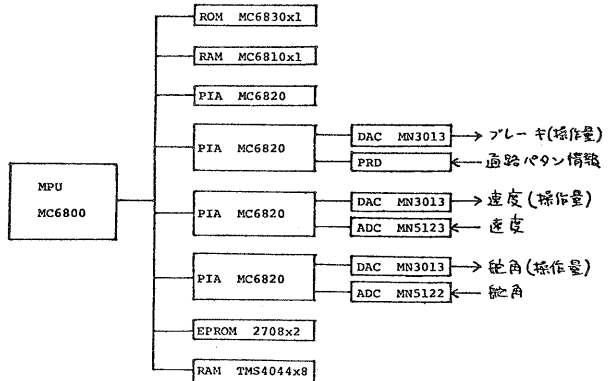 ROM MC6830x1
RAM MC6810x1
PIA MC6820
PIA MC6820
DAC MN3013
ブレーキ(操作量)
PRD
通路パタン情報
MPU
MC6800
PIA MC6820
DAC MN3013
速度(操作量)
ADC MN5123
速度
PIA MC6820
DAC MN3013
舵角(操作量)
ADC MN5122
舵角
EPROM 2708x2
RAM TMS4044x8